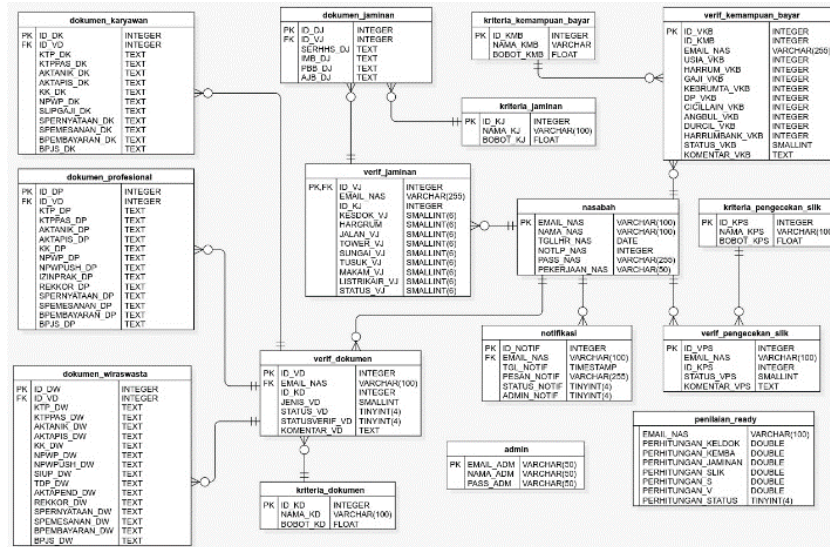 dokumen_karyawan
PK ID_DK INTEGER
FK ID_VD INTEGER
KTP_DK TEXT
KTPPAS_DK TEXT
AKTANIK_DK TEXT
AKTAPIS_DK TEXT
KK_DK TEXT
NPWP_DK TEXT
SLIPGAJI_DK TEXT
SPERNYATAAN_DK TEXT
SPEMESANAN_DK TEXT
BPEMBAYARAN_DK TEXT
BPJS_DK TEXT
dokumen_profesional
PK ID_DP INTEGER
FK ID_VD INTEGER
KTP_DP TEXT
KTPPAS_DP TEXT
AKTANIK_DP TEXT
AKTAPIS_DP TEXT
KK_DP TEXT
NPWP_DP TEXT
NPWPUSH_DP TEXT
IZINPRAK_DP TEXT
REKKOR_DP TEXT
SPERNYATAAN_DP TEXT
SPEMESANAN_DP TEXT
BPEMBAYARAN_DP TEXT
BPJS_DP TEXT
dokumen_wiraswasta
PK ID_DW INTEGER
FK ID_VD INTEGER
KTP_DW TEXT
KTPPAS_DW TEXT
AKTANIK_DW TEXT
AKTAPIS_DW TEXT
KK_DW TEXT
NPWP_DW TEXT
NPWPUSH_DW TEXT
SIUP_DW TEXT
TDP_DW TEXT
AKTAPEND_DW TEXT
REKKOR_DW TEXT
SPERNYATAAN_DW TEXT
SPEMESANAN_DW TEXT
BPEMBAYARAN_DW TEXT
BPJS_DW TEXT
dokumen_jaminan
PK ID_DJ INTEGER
FK ID_VJ INTEGER
SERHHS_DJ TEXT
IMB_DJ TEXT
PBB_DJ TEXT
AJB_DJ TEXT
kriteria_kemampuan_bayar
PK ID_KMB INTEGER
NAMA_KMB VARCHAR
BOBOT_KMB FLOAT
verif_kemampuan_bayar
PK ID_VKB INTEGER
ID_KMB INTEGER
EMAIL_NAS VARCHAR(255)
USIA_VKB INTEGER
HARRUM_VKB INTEGER
GAJI_VKB INTEGER
KEBRUMTA_VKB INTEGER
DP_VKB INTEGER
CICILLAIN_VKB INTEGER
ANGBUL_VKB INTEGER
DURCIL_VKB INTEGER
HARRUMBANK_VKB INTEGER
STATUS_VKB SMALLINT
KOMENTAR_VKB TEXT
kriteria_jaminan
PK ID_KJ INTEGER
NAMA_KJ VARCHAR(100)
BOBOT_KJ FLOAT
verif_jaminan
PK,FK ID_VJ INTEGER
EMAIL_NAS VARCHAR(255)
ID_KJ INTEGER
KESDOK_VJ SMALLINT(6)
HARGRUM SMALLINT(6)
JALAN_VJ SMALLINT(6)
TOWER_VJ SMALLINT(6)
SUNGAI_VJ SMALLINT(6)
TUSUK_VJ SMALLINT(6)
MAKAM_VJ SMALLINT(6)
LISTRIKAIR_VJ SMALLINT(6)
STATUS_VJ SMALLINT(6)
nasabah
PK EMAIL_NAS VARCHAR(100)
NAMA_NAS VARCHAR(100)
TGLLHR_NAS DATE
NOTLP_NAS INTEGER
PASS_NAS VARCHAR(255)
PEKERJAAN_NAS VARCHAR(50)
kriteria_pengecekan_slik
PK ID_KPS INTEGER
NAMA_KPS VARCHAR(100
BOBOT_KPS FLOAT
verif_dokumen
PK ID_VD INTEGER
FK EMAIL_NAS VARCHAR(100)
ID_KD INTEGER
JENIS_VD SMALLINT
STATUS_VD TINYINT(4)
STATUSVERIF_VD TINYINT(4)
KOMENTAR_VD TEXT
notifikasi
PK ID_NOTIF INTEGER
FK EMAIL_NAS VARCHAR(100)
TGL_NOTIF TIMESTAMP
PESAN_NOTIF VARCHAR(255)
STATUS_NOTIF TINYINT(4)
ADMIN_NOTIF TINYINT(4)
verif_pengecekan_slik
PK ID_VPS INTEGER
EMAIL_NAS VARCHAR(100)
ID_KPS INTEGER
STATUS_VPS SMALLINT
KOMENTAR_VPS TEXT
kriteria_dokumen
PK ID_KD INTEGER
NAMA_KD VARCHAR(100)
BOBOT_KD FLOAT
admin
PK EMAIL_ADM VARCHAR(50)
NAMA_ADM VARCHAR(50)
PASS_ADM VARCHAR(50)
penilaian_ready
EMAIL_NAS VARCHAR(100)
PERHITUNGAN_KELDOK DOUBLE
PERHITUNGAN_KEMBA DOUBLE
PERHITUNGAN_JAMINAN DOUBLE
PERHITUNGAN_SLIK DOUBLE
PERHITUNGAN_S DOUBLE
PERHITUNGAN_V DOUBLE
PERHITUNGAN_STATUS TINYINT(4)